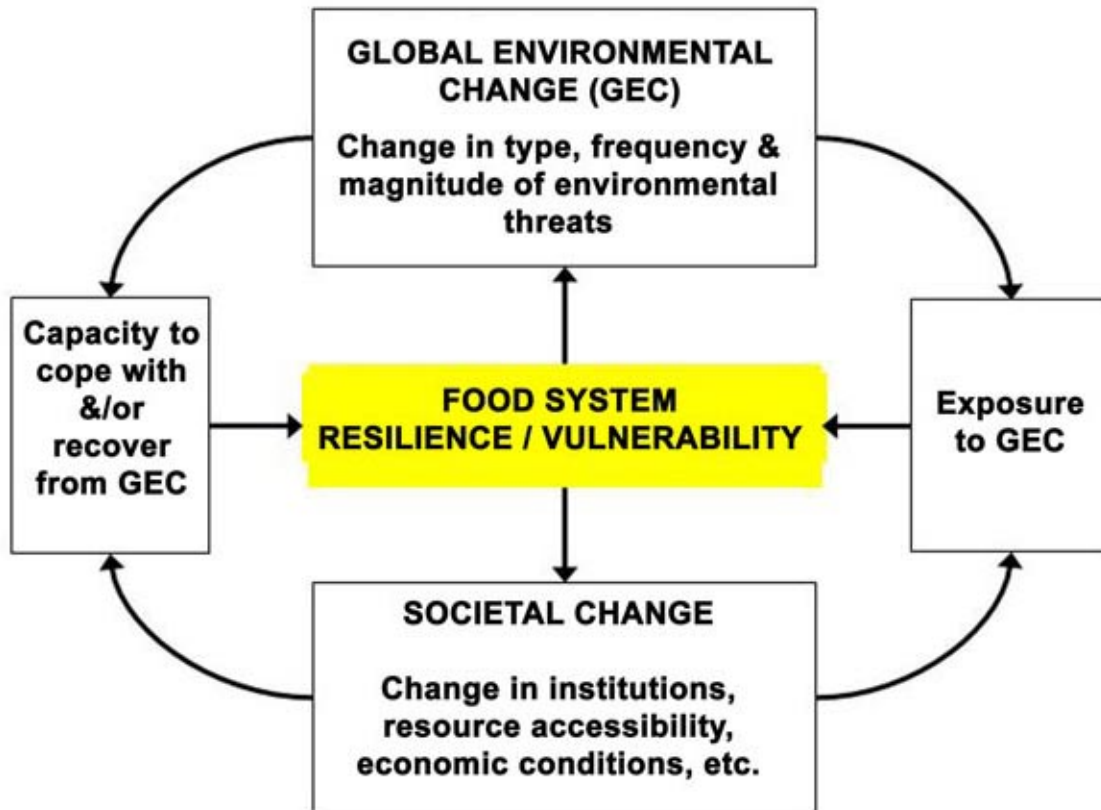 GLOBAL ENVIRONMENTAL
CHANGE (GEC)
Change in type, frequency &
magnitude of environmental
threats
Capacity to
cope with
&/or
recover
from GEC
FOOD SYSTEM
RESILIENCE / VULNERABILITY
Exposure
to GEC
SOCIETAL CHANGE
Change in institutions,
resource accessibility,
economic conditions, etc.